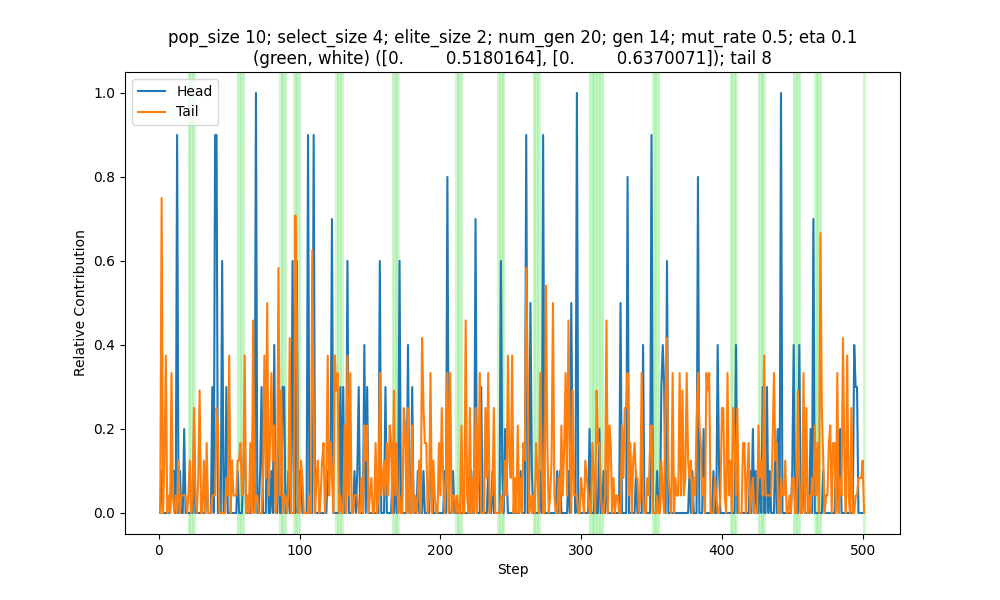 pop_size 10; select_size 4; elite_size 2; num_gen 20; gen 14; mut_rate 0.5; eta 0.1
(green, white) ([0.        0.5180164], [0.        0.6370071]); tail 8
Head
Tail
1.0
0.8
0.6
0.4
0.2
0.0
Relative Contribution
0 100 200 300 400 500
Step